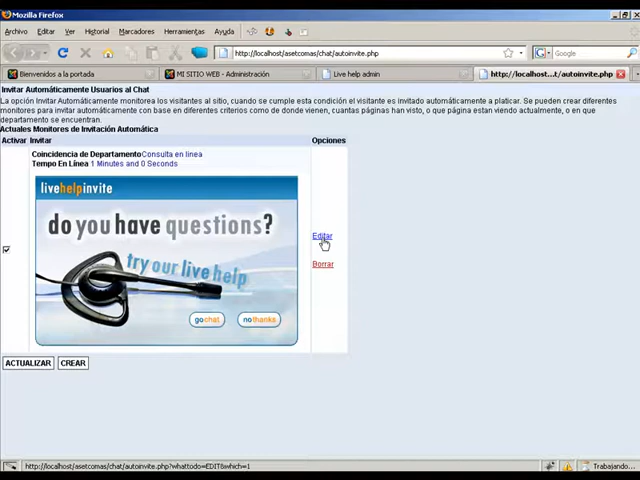 Mozilla Firefox
Archivo Editar Ver Historial Marcadores Herramientas Ayuda
http://localhost/asetcomas/chat/autoinvite.php
Google
Bienvenidos a la portada
MI SITIO WEB - Administración
Live help admin
http://localhost...t/autoinvite.php
Invitar Automáticamente Usuarios al Chat
La opción Invitar Automáticamente monitorea los visitantes al sitio, cuando se cumple esta condición el visitante es invitado automáticamente a platicar. Se pueden crear diferentes
monitores para invitar automáticamente con base en diferentes criterios como de donde vienen, cuantas páginas han visto, o que página estan viendo actualmente, o en que
departamento se encuentran.
Actuales Monitores de Invitación Automática
Activar Invitar Opciones
Coincidencia de DepartamentoConsulta en linea
Tempo En Línea 1 Minutes and 0 Seconds
livehelpinvite
do you have questions?
try our live help
gochat
nothanks
Editar
Borrar
ACTUALIZAR
CREAR
http://localhost/asetcomas/chat/autoinvite.php?whattodo=EDIT&which=1
Trabajando...